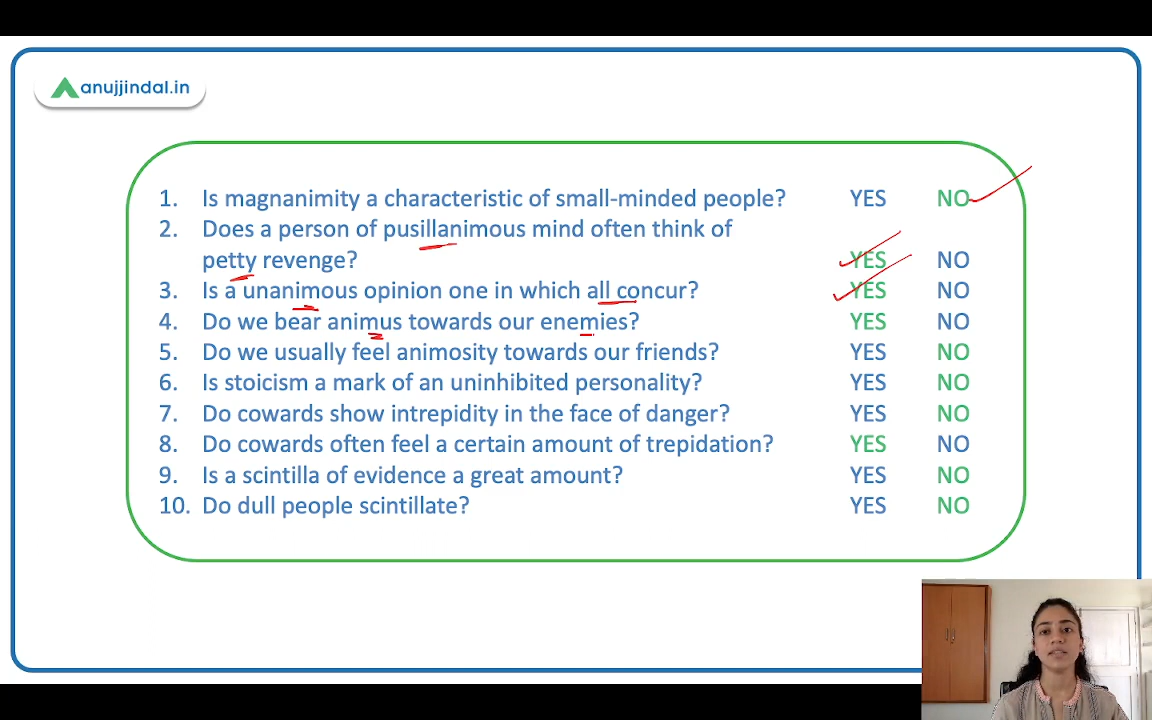 anujjindal.in
1. Is magnanimity a characteristic of small-minded people? YES NO
2. Does a person of pusillanimous mind often think of
petty revenge? YES NO
3. Is a unanimous opinion one in which all concur? YES NO
4. Do we bear animus towards our enemies? YES NO
5. Do we usually feel animosity towards our friends? YES NO
6. Is stoicism a mark of an uninhibited personality? YES NO
7. Do cowards show intrepidity in the face of danger? YES NO
8. Do cowards often feel a certain amount of trepidation? YES NO
9. Is a scintilla of evidence a great amount? YES NO
10. Do dull people scintillate? YES NO